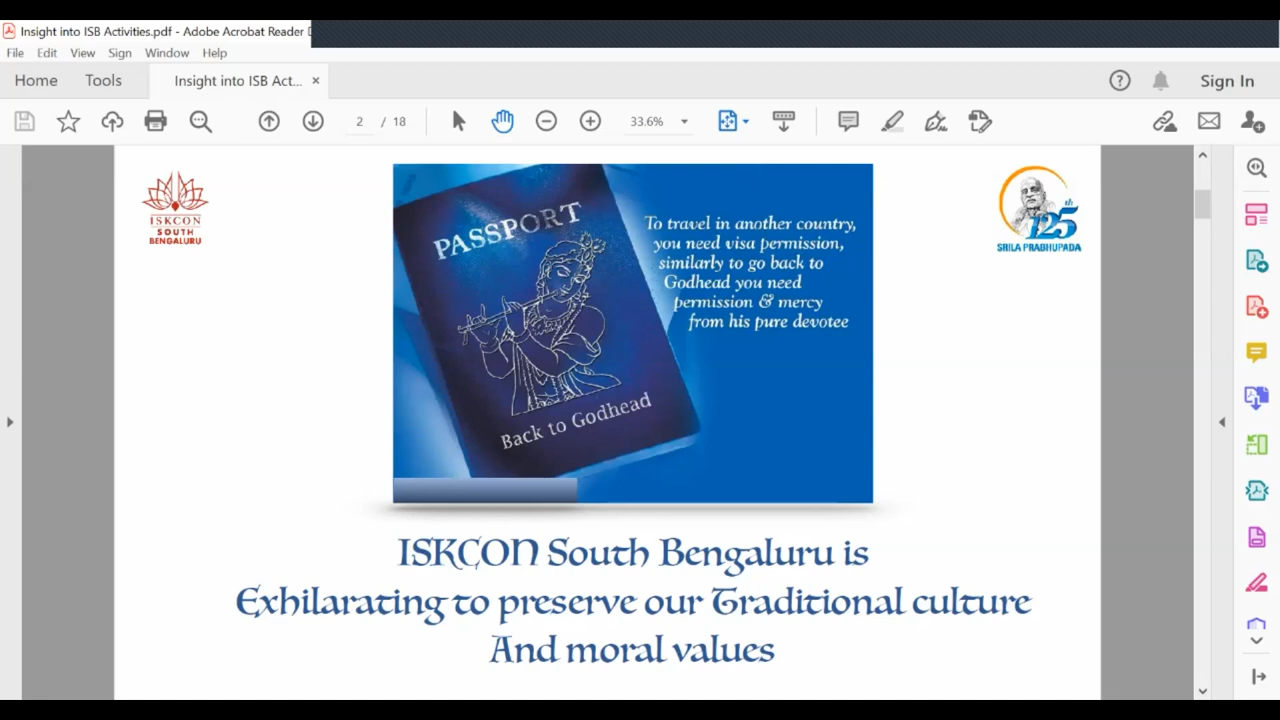 Insight into ISB Activities.pdf - Adobe Acrobat Reader
File Edit View Sign Window Help
Home Tools Insight into ISB Act... × Sign In
2 / 18 33.6%
ISKCON
SOUTH
BENGALURU
125th
SRILA PRABHUPADA
PASSPORT
Back to Godhead
To travel in another country,
you need visa permission,
similarly to go back to
Godhead you need
permission & mercy
from his pure devotee
ISKCON South Bengaluru is
Exhilarating to preserve our Traditional culture
And moral values